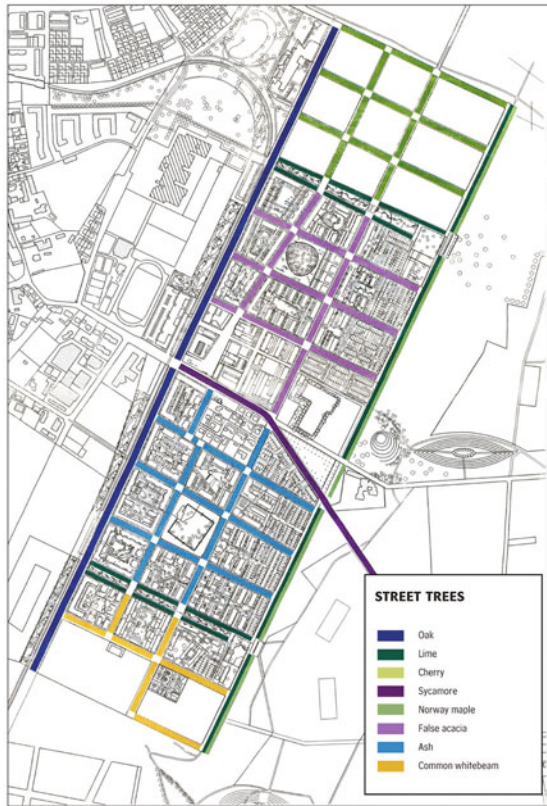 STREET TREES
Oak
Lime
Cherry
Sycamore
Norway maple
False acacia
Ash
Common whitebeam